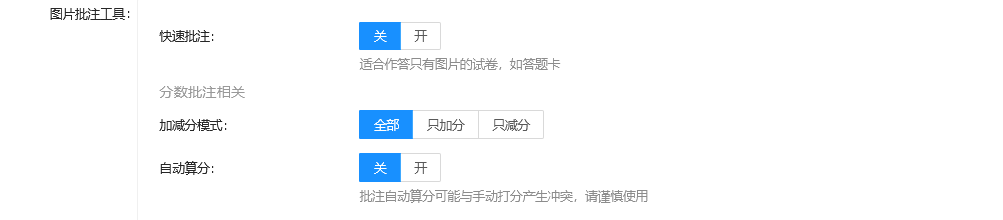 图片批注工具：
快速批注： 关 开
适合作答只有图片的试卷，如答题卡
分数批注相关
加减分模式： 全部 只加分 只减分
自动算分： 关 开
批注自动算分可能与手动打分产生冲突，请谨慎使用